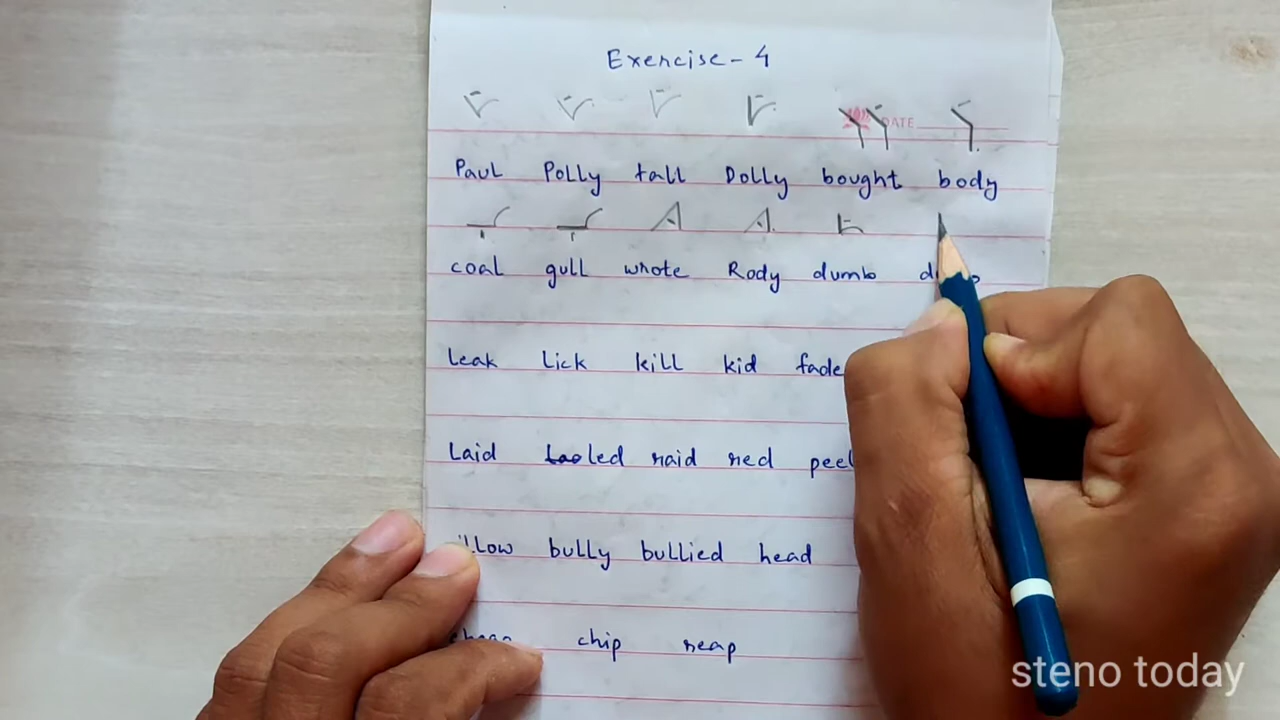 Exercise - 4
DATE
Paul Polly tall Dolly bought body
coal gull wrote Rody dumb
leak lick kill kid fade
Laid led raid red peel
bully bullied head
chip reap
steno today